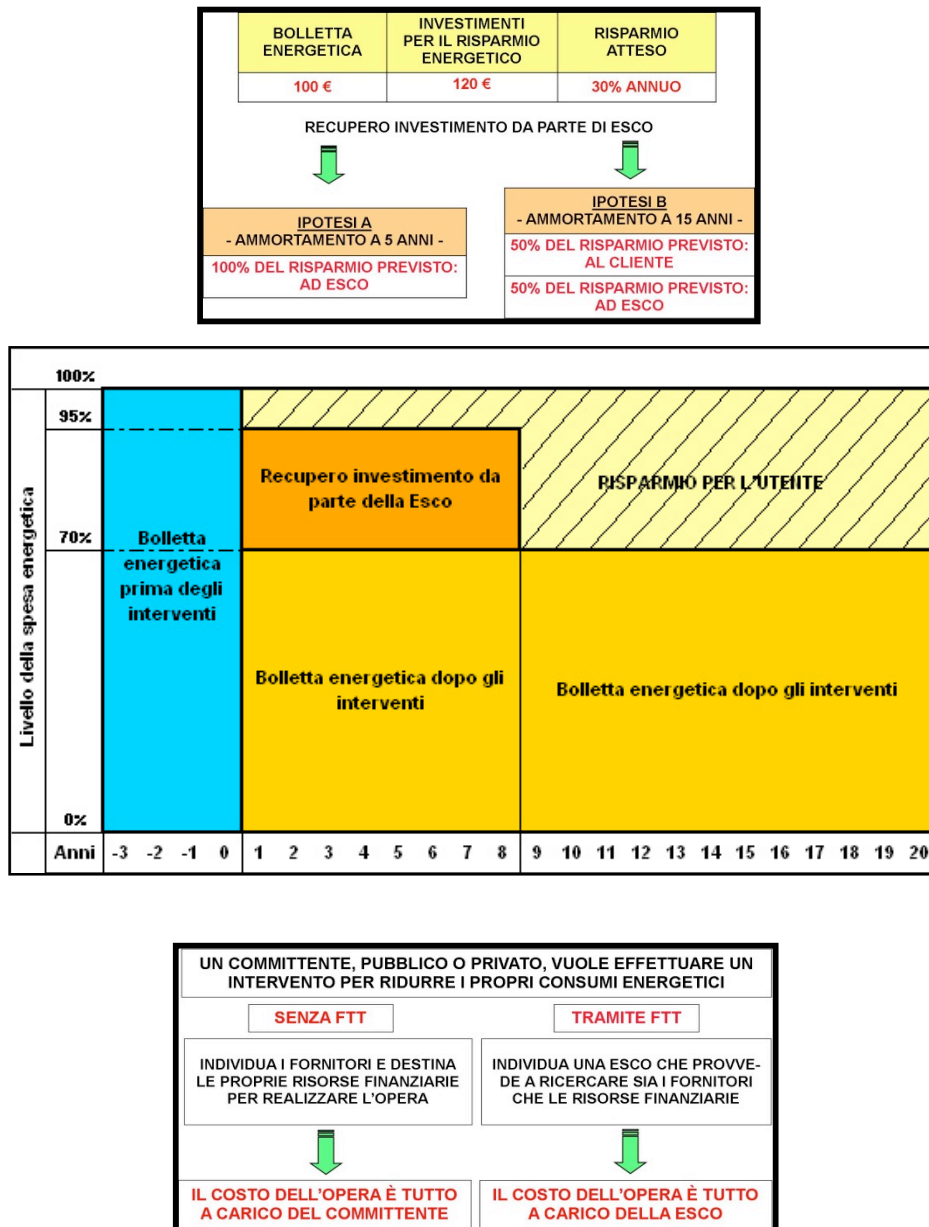 BOLLETTA
ENERGETICA
INVESTIMENTI
PER IL RISPARMIO
ENERGETICO
RISPARMIO
ATTESO
100 €
120 €
30% ANNUO
RECUPERO INVESTIMENTO DA PARTE DI ESCO
IPOTESI A
- AMMORTAMENTO A 5 ANNI -
100% DEL RISPARMIO PREVISTO:
AD ESCO
IPOTESI B
- AMMORTAMENTO A 15 ANNI -
50% DEL RISPARMIO PREVISTO:
AL CLIENTE
50% DEL RISPARMIO PREVISTO:
AD ESCO
Livello della spesa energetica
100%
95%
70%
0%
Bolletta
energetica
prima degli
interventi
Recupero investimento da
parte della Esco
RISPARMIO PER L'UTENTE
Bolletta energetica dopo gli
interventi
Bolletta energetica dopo gli interventi
Anni -3 -2 -1 0 1 2 3 4 5 6 7 8 9 10 11 12 13 14 15 16 17 18 19 20
UN COMMITTENTE, PUBBLICO O PRIVATO, VUOLE EFFETTUARE UN
INTERVENTO PER RIDURRE I PROPRI CONSUMI ENERGETICI
SENZA FTT
INDIVIDUA I FORNITORI E DESTINA
LE PROPRIE RISORSE FINANZIARIE
PER REALIZZARE L'OPERA
IL COSTO DELL'OPERA È TUTTO
A CARICO DEL COMMITTENTE
TRAMITE FTT
INDIVIDUA UNA ESCO CHE PROVVE-
DE A RICERCARE SIA I FORNITORI
CHE LE RISORSE FINANZIARIE
IL COSTO DELL'OPERA È TUTTO
A CARICO DELLA ESCO